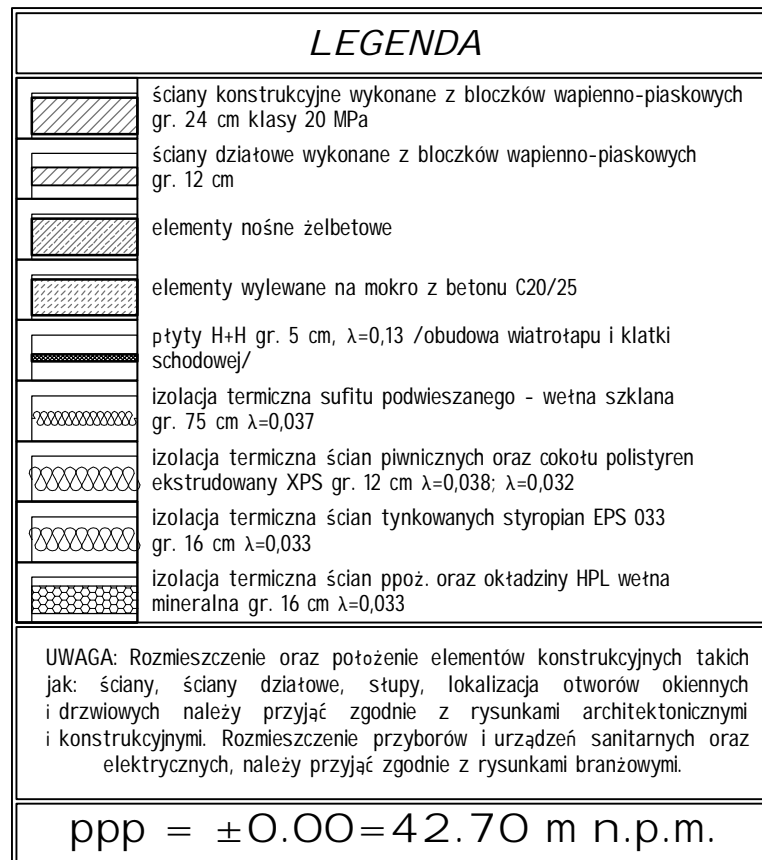 LEGENDA
ściany konstrukcyjne wykonane z bloczków wapienno-piaskowych
gr. 24 cm klasy 20 MPa
ściany działowe wykonane z bloczków wapienno-piaskowych
gr. 12 cm
elementy nośne żelbetowe
elementy wylewane na mokro z betonu C20/25
płyty H+H gr. 5 cm, λ=0,13 /obudowa wiatrołapu i klatki
schodowej/
izolacja termiczna sufitu podwieszanego - wełna szklana
gr. 75 cm λ=0,037
izolacja termiczna ścian piwnicznych oraz cokołu polistyren
ekstrudowany XPS gr. 12 cm λ=0,038; λ=0,032
izolacja termiczna ścian tynkowanych styropian EPS 033
gr. 16 cm λ=0,033
izolacja termiczna ścian ppoż. oraz okładziny HPL wełna
mineralna gr. 16 cm λ=0,033
UWAGA: Rozmieszczenie oraz położenie elementów konstrukcyjnych takich
jak: ściany, ściany działowe, słupy, lokalizacja otworów okiennych
i drzwiowych należy przyjąć zgodnie z rysunkami architektonicznymi
i konstrukcyjnymi. Rozmieszczenie przyborów i urządzeń sanitarnych oraz
elektrycznych, należy przyjąć zgodnie z rysunkami branżowymi.
ppp = ±0.00=42.70 m n.p.m.